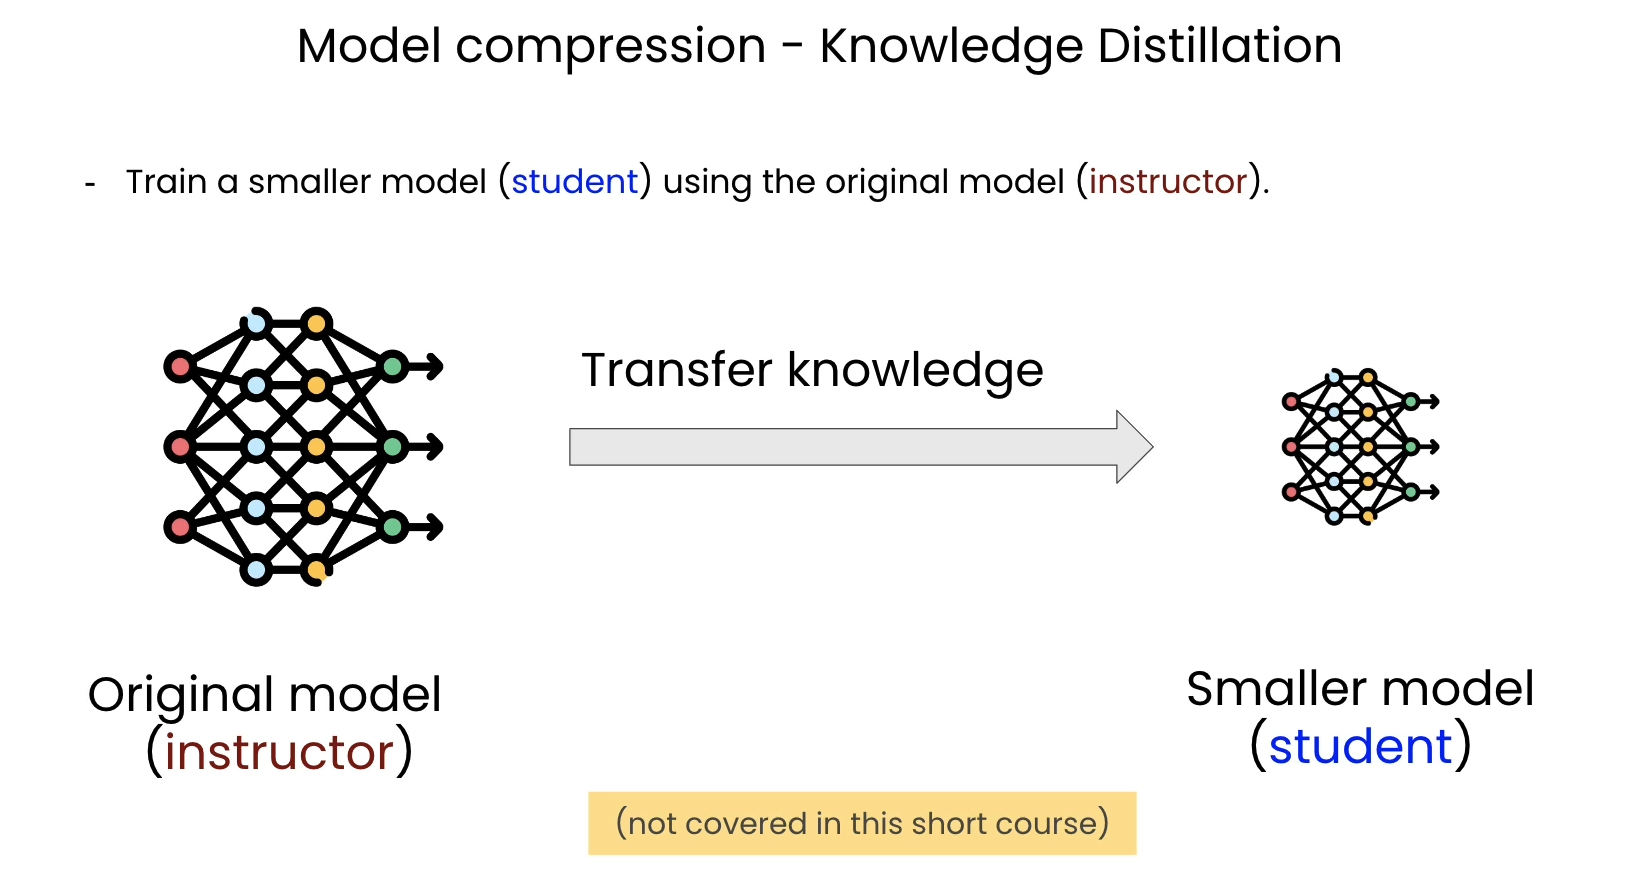 Model compression - Knowledge Distillation
- Train a smaller model (student) using the original model (instructor).
Transfer knowledge
Original model
(instructor)
Smaller model
(student)
(not covered in this short course)